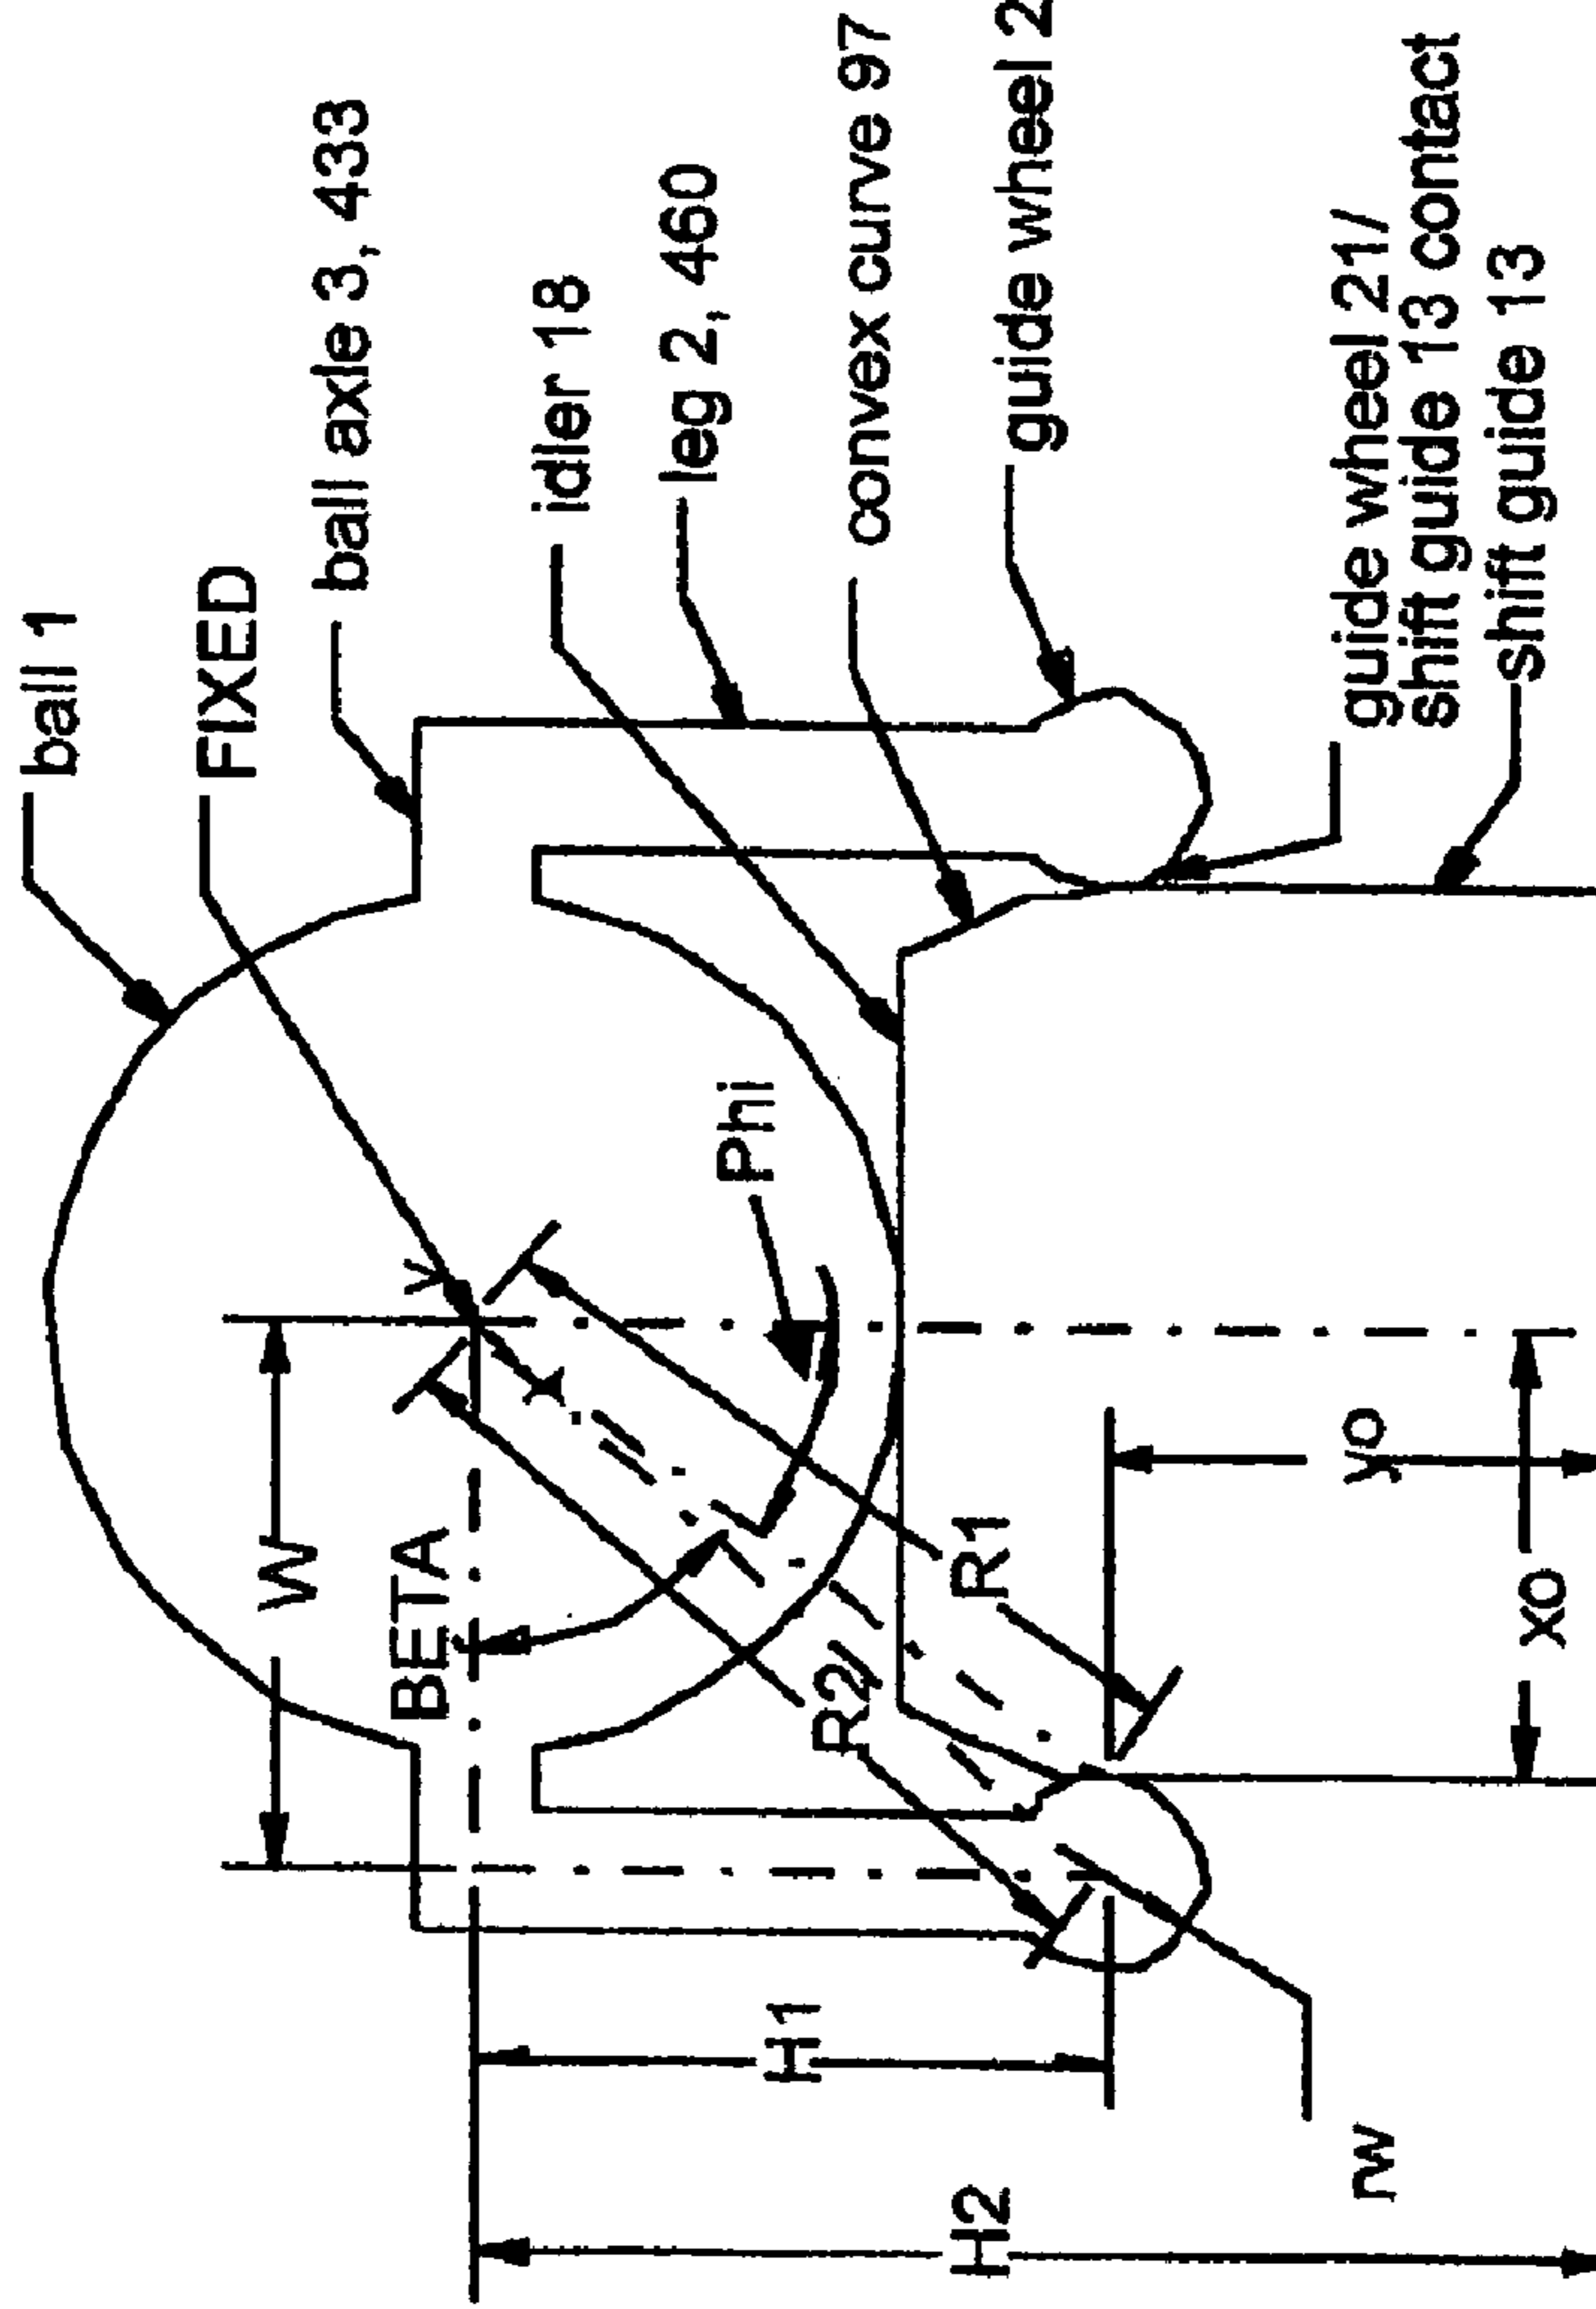 ball 1
FIXED
ball axle 3, 433
idler 18
leg 2, 460
convex curve 97
guide wheel 2
guide wheel 21/
shift guide 13 contact
shift guide 13
Phi
y
x
W
BETA
R2
R1
yo
xo
H1
H2
rw